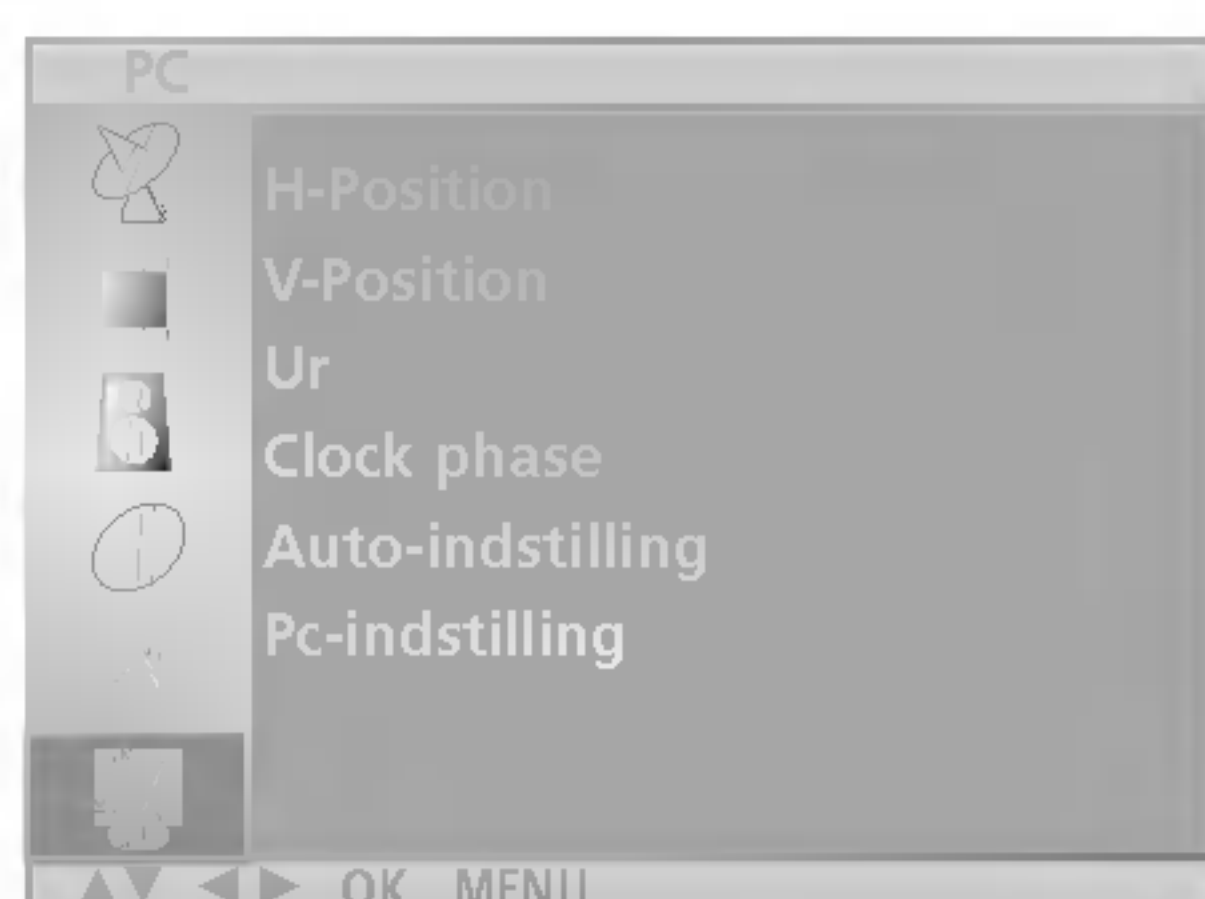 PC
H-Position
V-Position
Ur
Clock phase
Auto-indstilling
Pc-indstilling
OK MENU